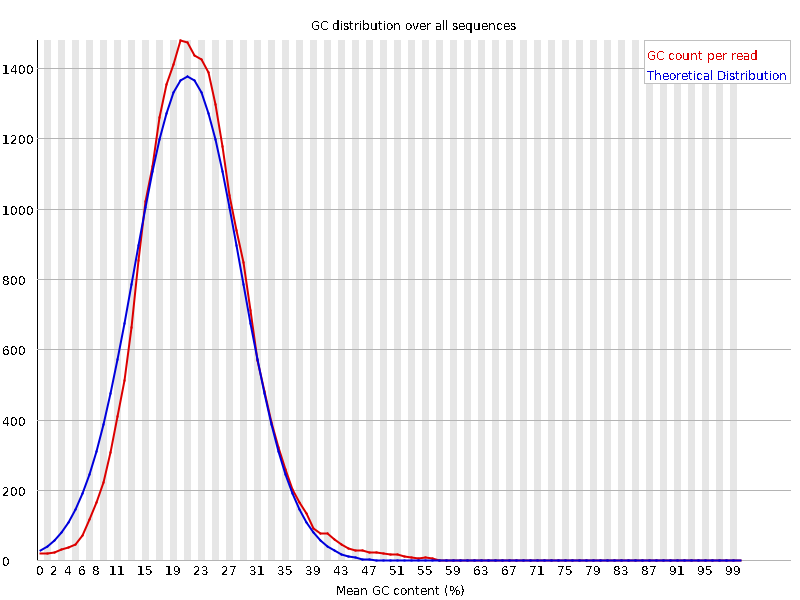 GC distribution over all sequences
GC count per read
Theoretical Distribution
1400
1200
1000
800
600
400
200
0
0 2 4 6 8 11 15 19 23 27 31 35 39 43 47 51 55 59 63 67 71 75 79 83 87 91 95 99
Mean GC content (%)